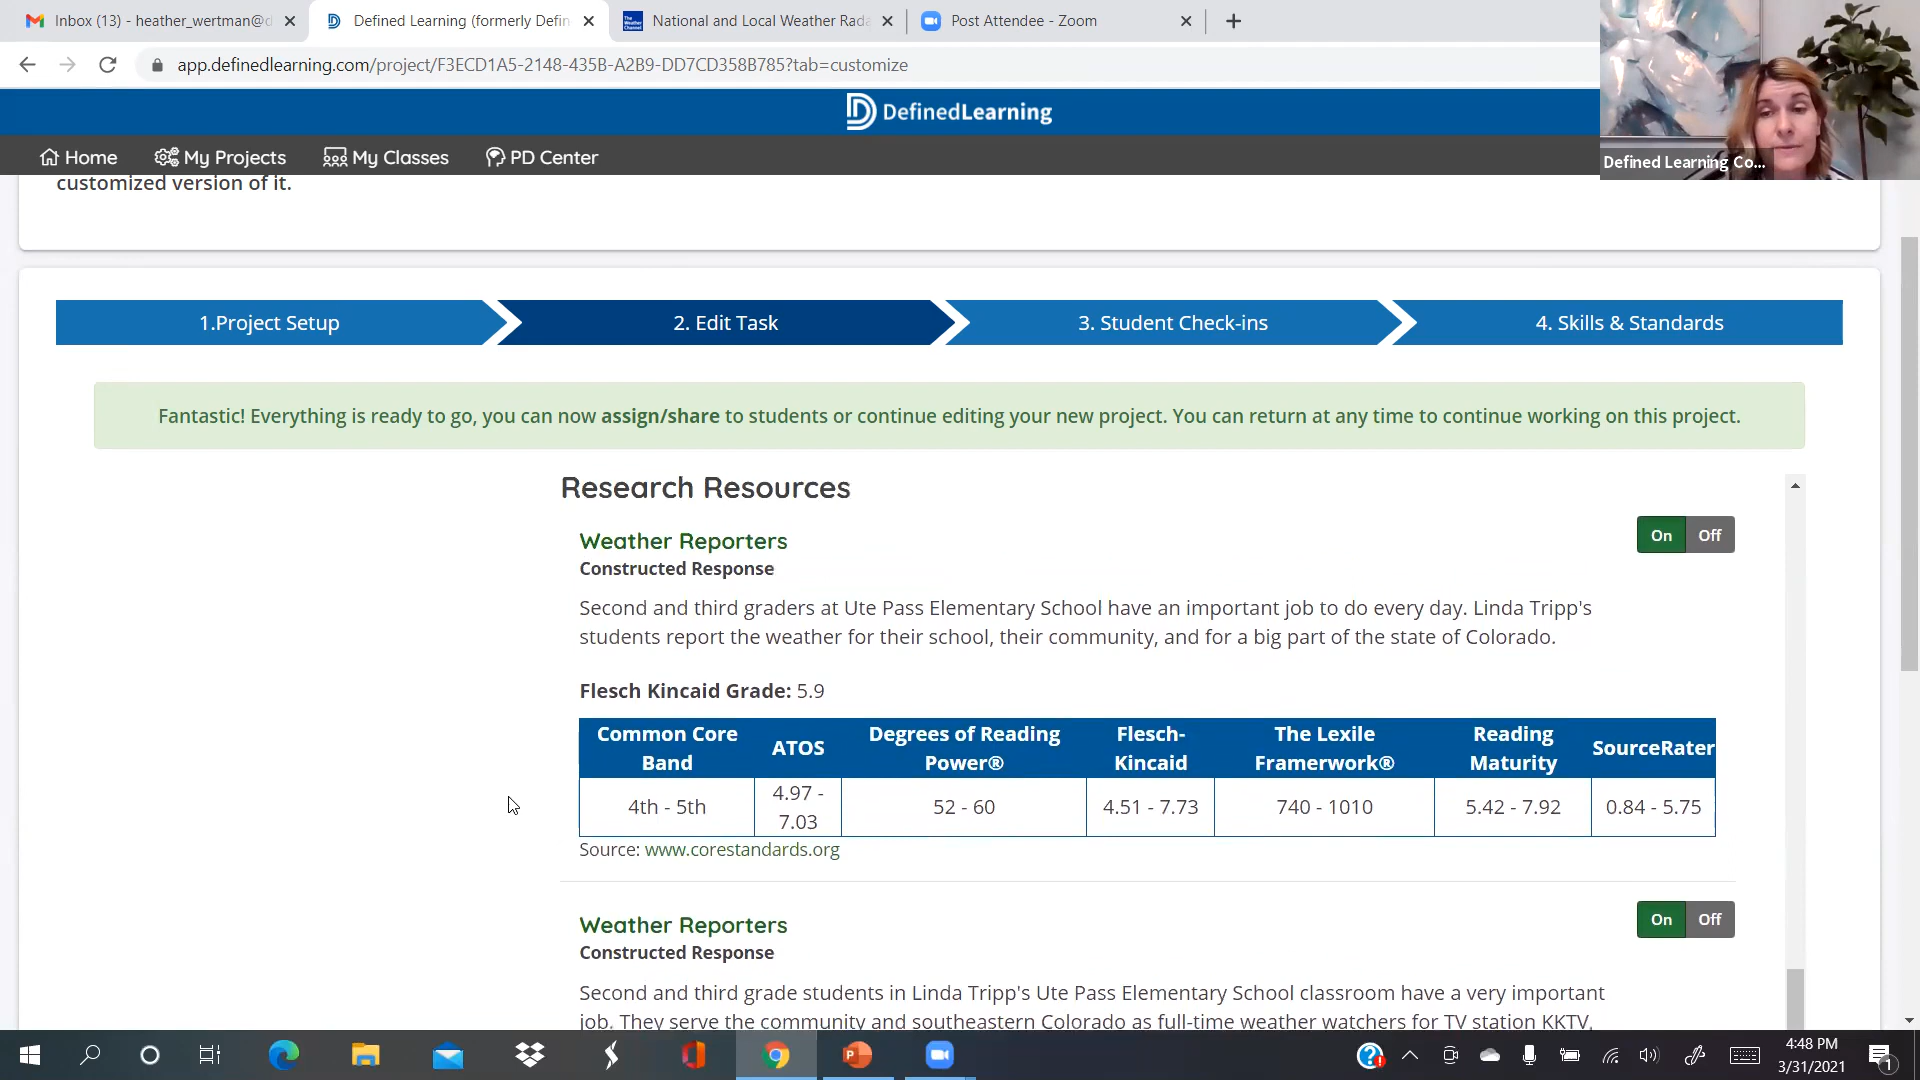 Inbox (13) - heather_wertman@d
Defined Learning (formerly Defin
National and Local Weather Rada
Post Attendee - Zoom
app.definedlearning.com/project/F3ECD1A5-2148-435B-A2B9-DD7CD358B785?tab=customize
DefinedLearning
Home
My Projects
My Classes
PD Center
Defined Learning Co...
customized version of it.
1.Project Setup
2. Edit Task
3. Student Check-ins
4. Skills & Standards
Fantastic! Everything is ready to go, you can now assign/share to students or continue editing your new project. You can return at any time to continue working on this project.
Research Resources
Weather Reporters
On Off
Constructed Response
Second and third graders at Ute Pass Elementary School have an important job to do every day. Linda Tripp's
students report the weather for their school, their community, and for a big part of the state of Colorado.
Flesch Kincaid Grade: 5.9
Common Core Band
ATOS
Degrees of Reading Power®
Flesch-Kincaid
The Lexile Framerwork®
Reading Maturity
SourceRater
4th - 5th
4.97 - 7.03
52 - 60
4.51 - 7.73
740 - 1010
5.42 - 7.92
0.84 - 5.75
Source: www.corestandards.org
Weather Reporters
On Off
Constructed Response
Second and third grade students in Linda Tripp's Ute Pass Elementary School classroom have a very important
job. They serve the community and southeastern Colorado as full-time weather watchers for TV station KKTV,
4:48 PM
3/31/2021
1